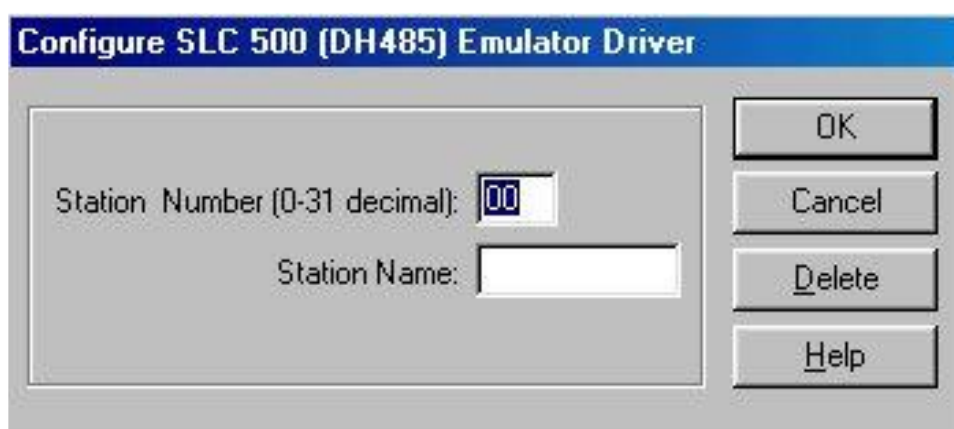 Configure SLC 500 (DH485) Emulator Driver
Station Number (0-31 decimal): 00
Station Name:
OK
Cancel
Delete
Help